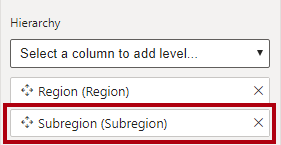 Hierarchy
Select a column to add level...
Region (Region)
Subregion (Subregion)